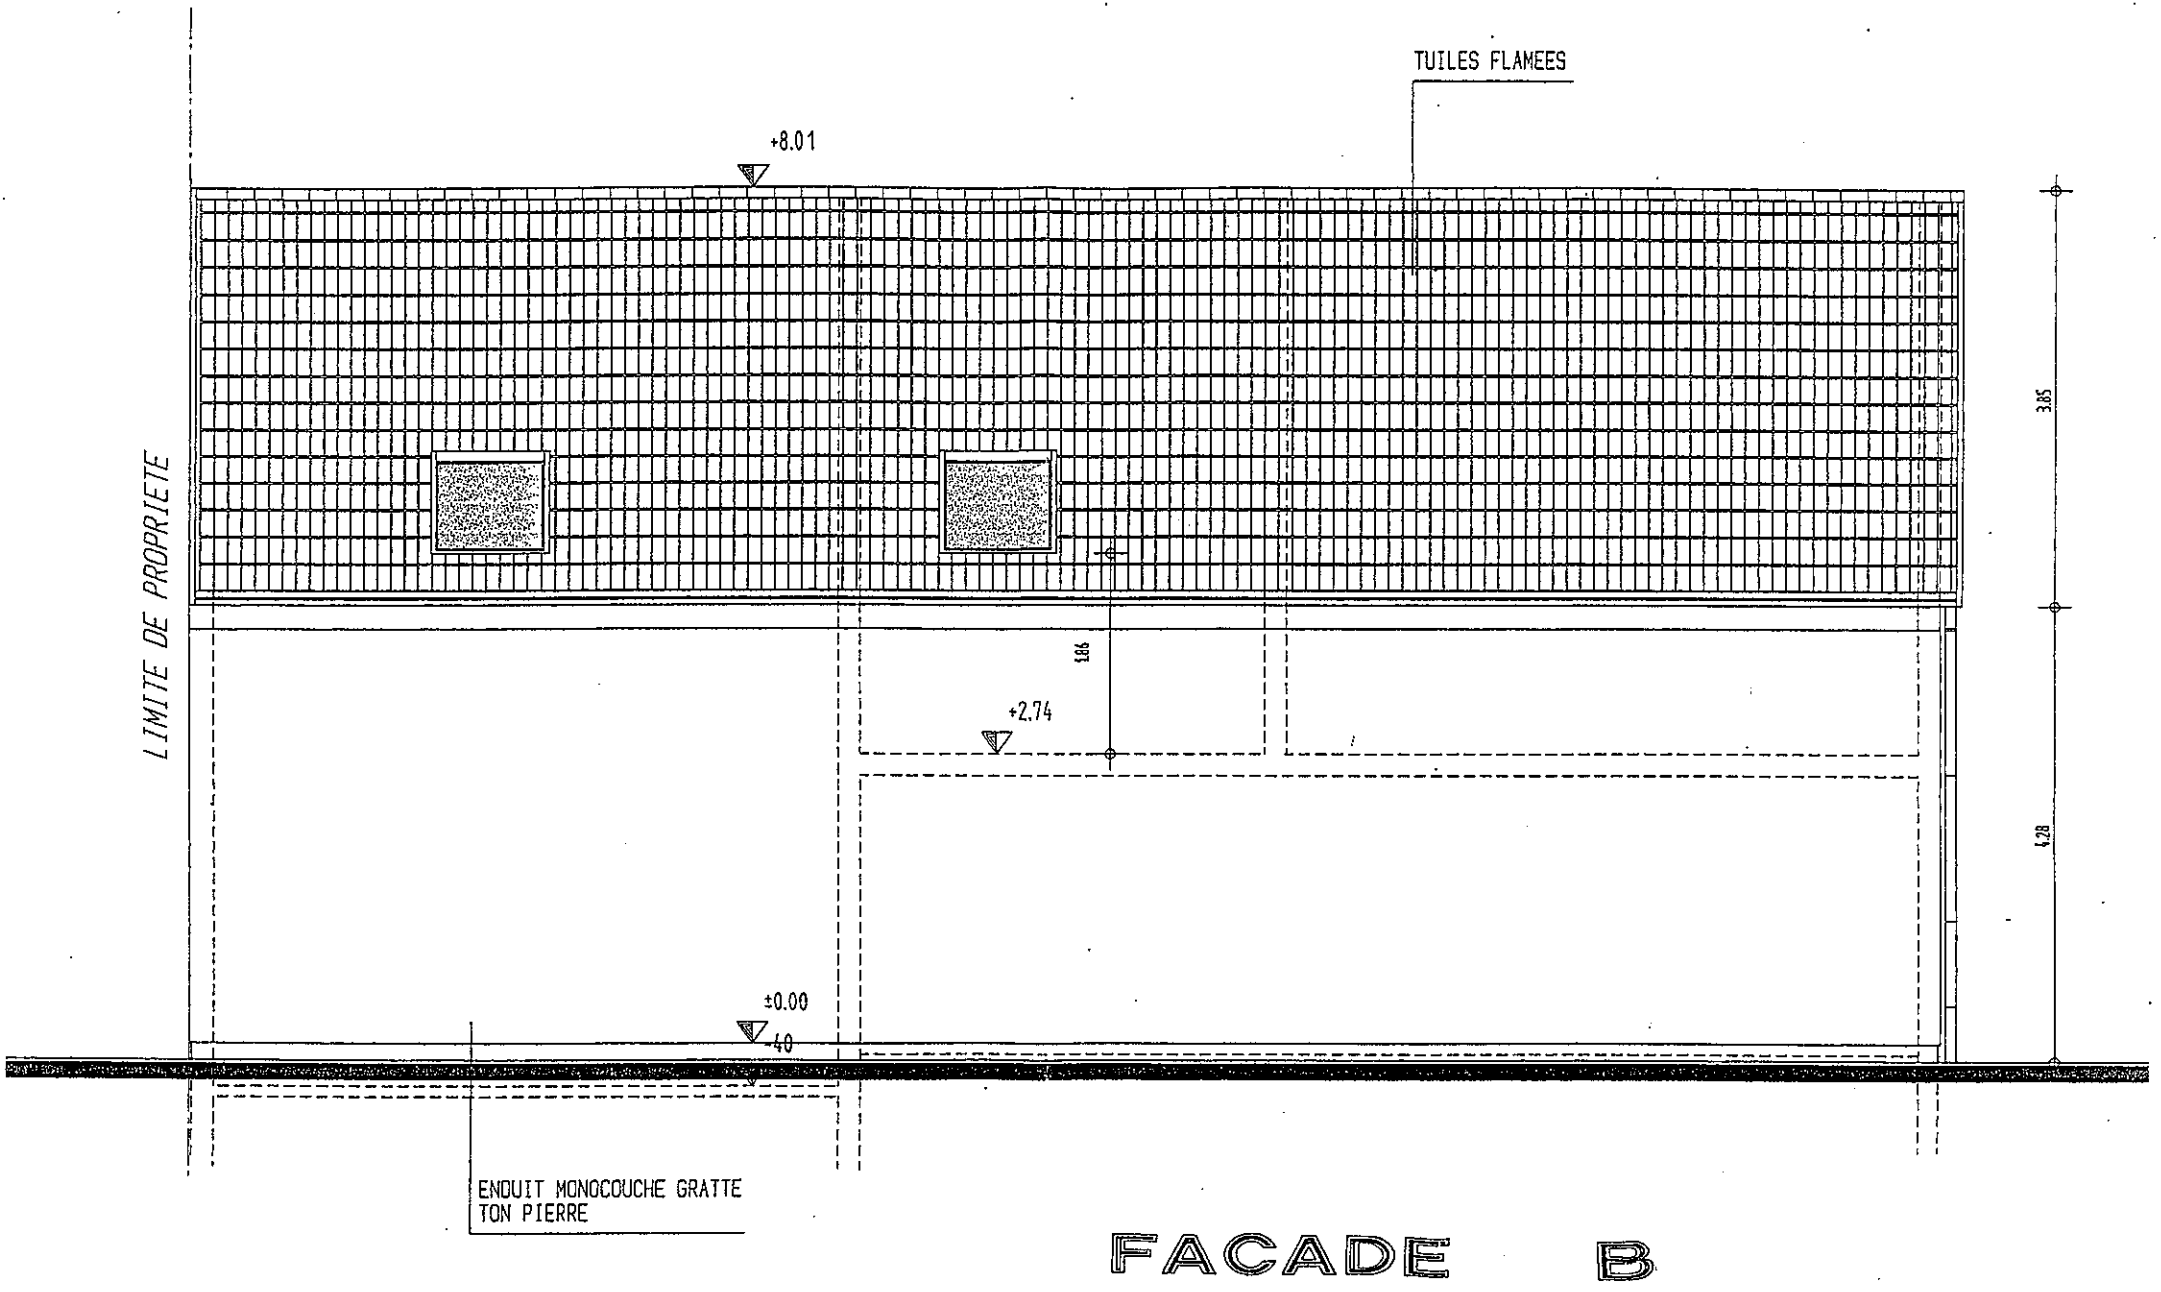 TUILES FLAMEES
+8.01
3.85
LIMITE DE PROPRIETE
1.86
+2.74
4.28
±0.00
-40
ENDUIT MONOCOUCHE GRATTE
TON PIERRE
FACADE B